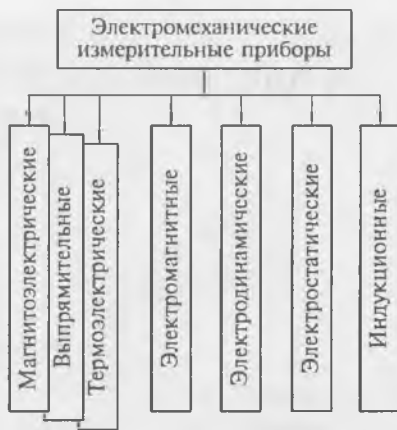 Электромеханические
измерительные приборы
Магнитоэлектрические
Выпрямительные
Термоэлектрические
Электромагнитные
Электродинамические
Электростатические
Индукционные